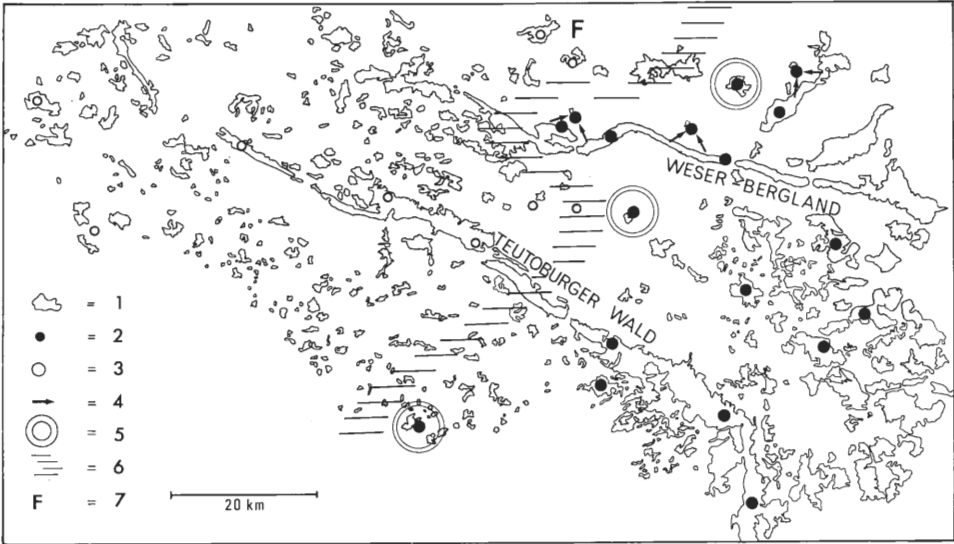 F
WESER-BERGLAND
TEUTOBURGER WALD
= 1
= 2
= 3
= 4
= 5
= 6
F = 7
20 km